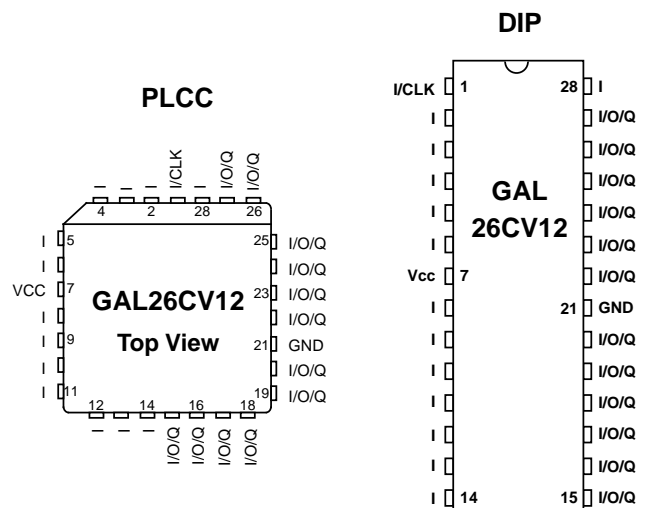 PLCC
I I I I/CLK I I/O/Q I/O/Q
4 2 28 26
I 5 25 I/O/Q
I I/O/Q
VCC 7 GAL26CV12 23 I/O/Q
I I/O/Q
I 9 Top View 21 GND
I I/O/Q
I 11 19 I/O/Q
12 14 16 18
I I I I/O/Q I/O/Q I/O/Q I/O/Q
DIP
I/CLK 1 28 I
I I/O/Q
I I/O/Q
I GAL I/O/Q
I 26CV12 I/O/Q
I I/O/Q
Vcc 7 I/O/Q
I 21 GND
I I/O/Q
I I/O/Q
I I/O/Q
I I/O/Q
I I/O/Q
I 14 15 I/O/Q